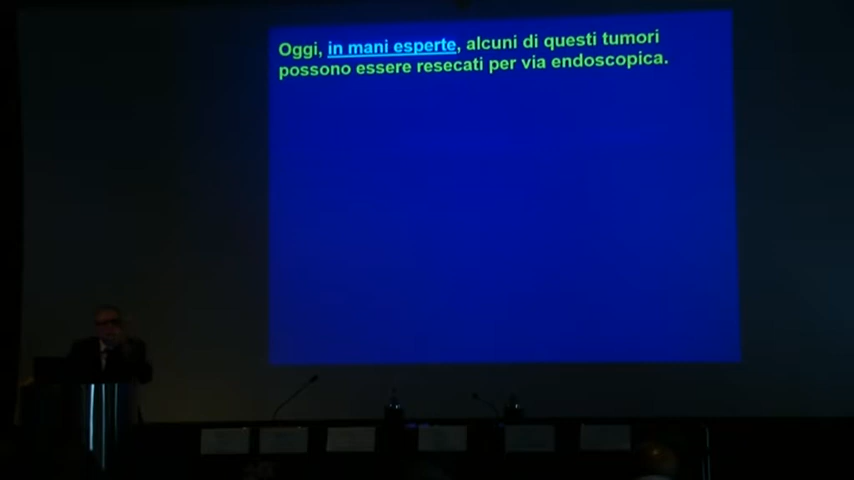 Oggi, in mani esperte, alcuni di questi tumori
possono essere resecati per via endoscopica.